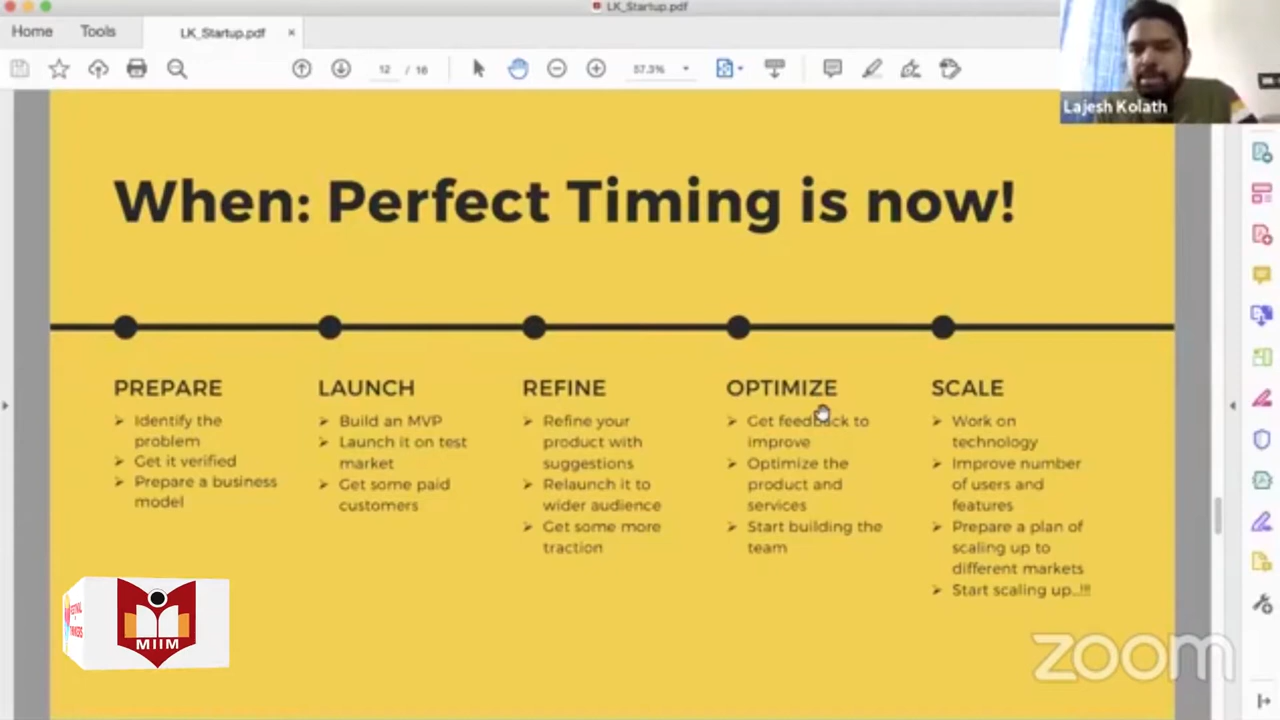 LK_Startup.pdf
Home
Tools
LK_Startup.pdf ×
12 / 16
57.3%
Lajesh Kolath
When: Perfect Timing is now!
PREPARE
➢ Identify the
problem
➢ Get it verified
➢ Prepare a business
model
LAUNCH
➢ Build an MVP
➢ Launch it on test
market
➢ Get some paid
customers
REFINE
➢ Refine your
product with
suggestions
➢ Relaunch it to
wider audience
➢ Get some more
traction
OPTIMIZE
➢ Get feedback to
improve
➢ Optimize the
product and
services
➢ Start building the
team
SCALE
➢ Work on
technology
➢ Improve number
of users and
features
➢ Prepare a plan of
scaling up to
different markets
➢ Start scaling up..!!!
MIIM
zoom